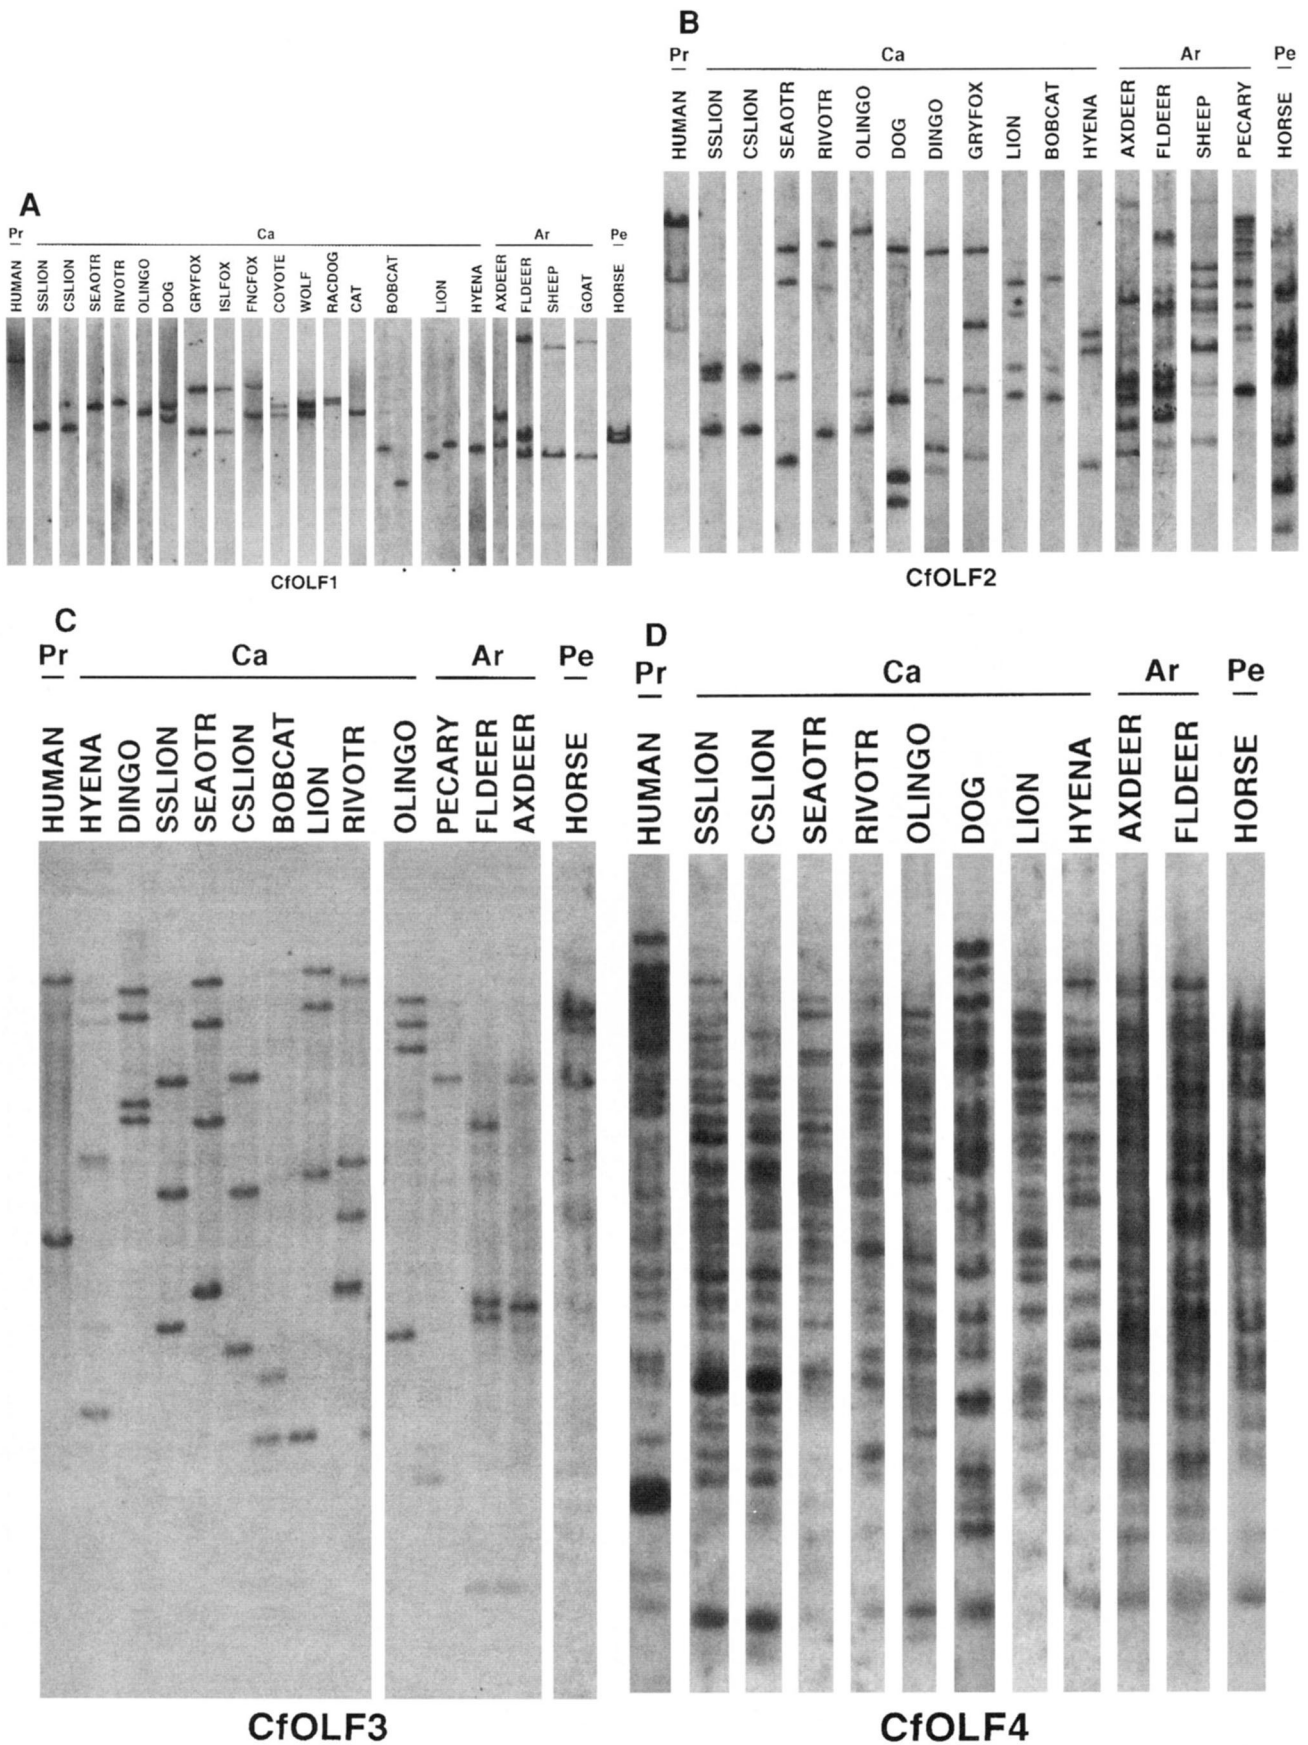 B
Pr Ca Ar Pe
HUMAN SSLION CSLION SEAOTR RIVOTR OLINGO DOG DINGO GRYFOX LION BOBCAT HYENA AXDEER FLDEER SHEEP PECARY HORSE
CfOLF2
A
Pr Ca Ar Pe
HUMAN SSLION CSLION SEAOTR RIVOTR OLINGO DOG GRYFOX ISLFOX FNCFOX COYOTE WOLF RACDOG CAT BOBCAT LION HYENA AXDEER FLDEER SHEEP GOAT HORSE
CfOLF1
C
Pr Ca Ar Pe
HUMAN HYENA DINGO SSLION SEAOTR CSLION BOBCAT LION RIVOTR OLINGO PECARY FLDEER AXDEER HORSE
CfOLF3
D
Pr Ca Ar Pe
HUMAN SSLION CSLION SEAOTR RIVOTR OLINGO DOG LION HYENA AXDEER FLDEER HORSE
CfOLF4